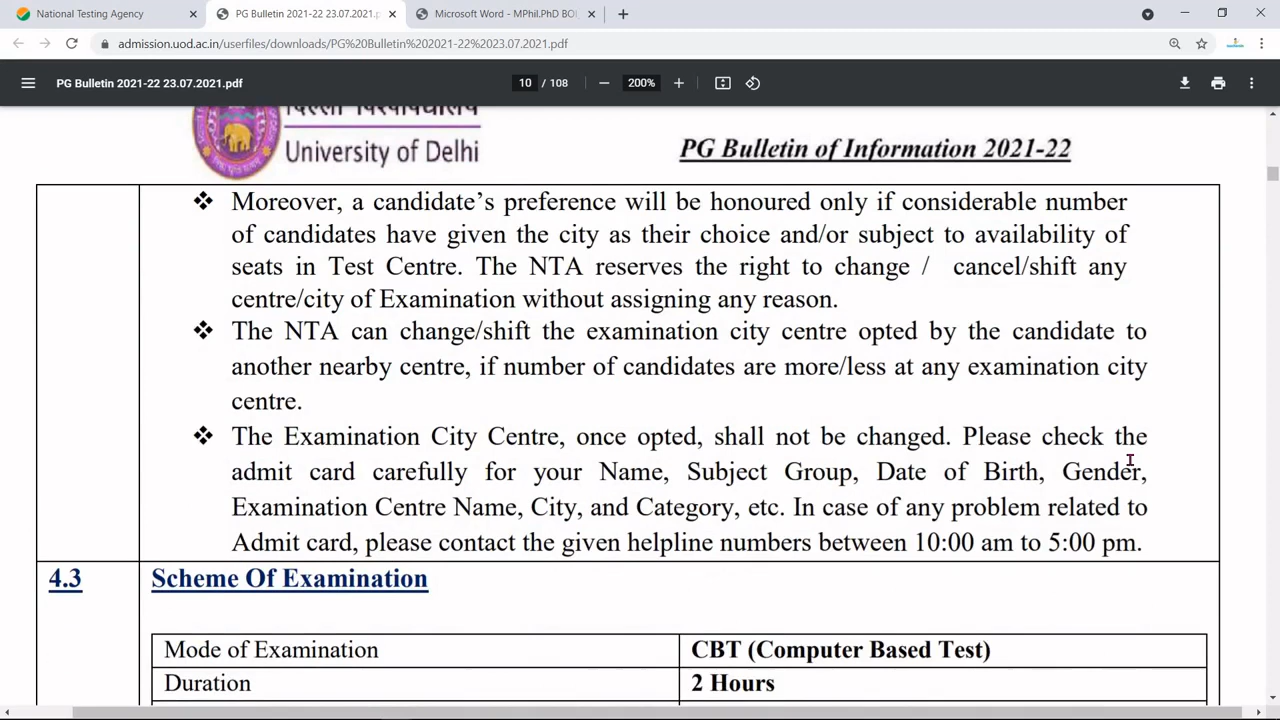 National Testing Agency
PG Bulletin 2021-22 23.07.2021.p
Microsoft Word - MPhil.PhD BOI
admission.uod.ac.in/userfiles/downloads/PG%20Bulletin%202021-22%2023.07.2021.pdf
PG Bulletin 2021-22 23.07.2021.pdf
10 / 108
200%
दिल्ली विश्वविद्यालय
University of Delhi
PG Bulletin of Information 2021-22
❖ Moreover, a candidate’s preference will be honoured only if considerable number
of candidates have given the city as their choice and/or subject to availability of
seats in Test Centre. The NTA reserves the right to change / cancel/shift any
centre/city of Examination without assigning any reason.
❖ The NTA can change/shift the examination city centre opted by the candidate to
another nearby centre, if number of candidates are more/less at any examination city
centre.
❖ The Examination City Centre, once opted, shall not be changed. Please check the
admit card carefully for your Name, Subject Group, Date of Birth, Gender,
Examination Centre Name, City, and Category, etc. In case of any problem related to
Admit card, please contact the given helpline numbers between 10:00 am to 5:00 pm.
4.3 Scheme Of Examination
Mode of Examination CBT (Computer Based Test)
Duration 2 Hours